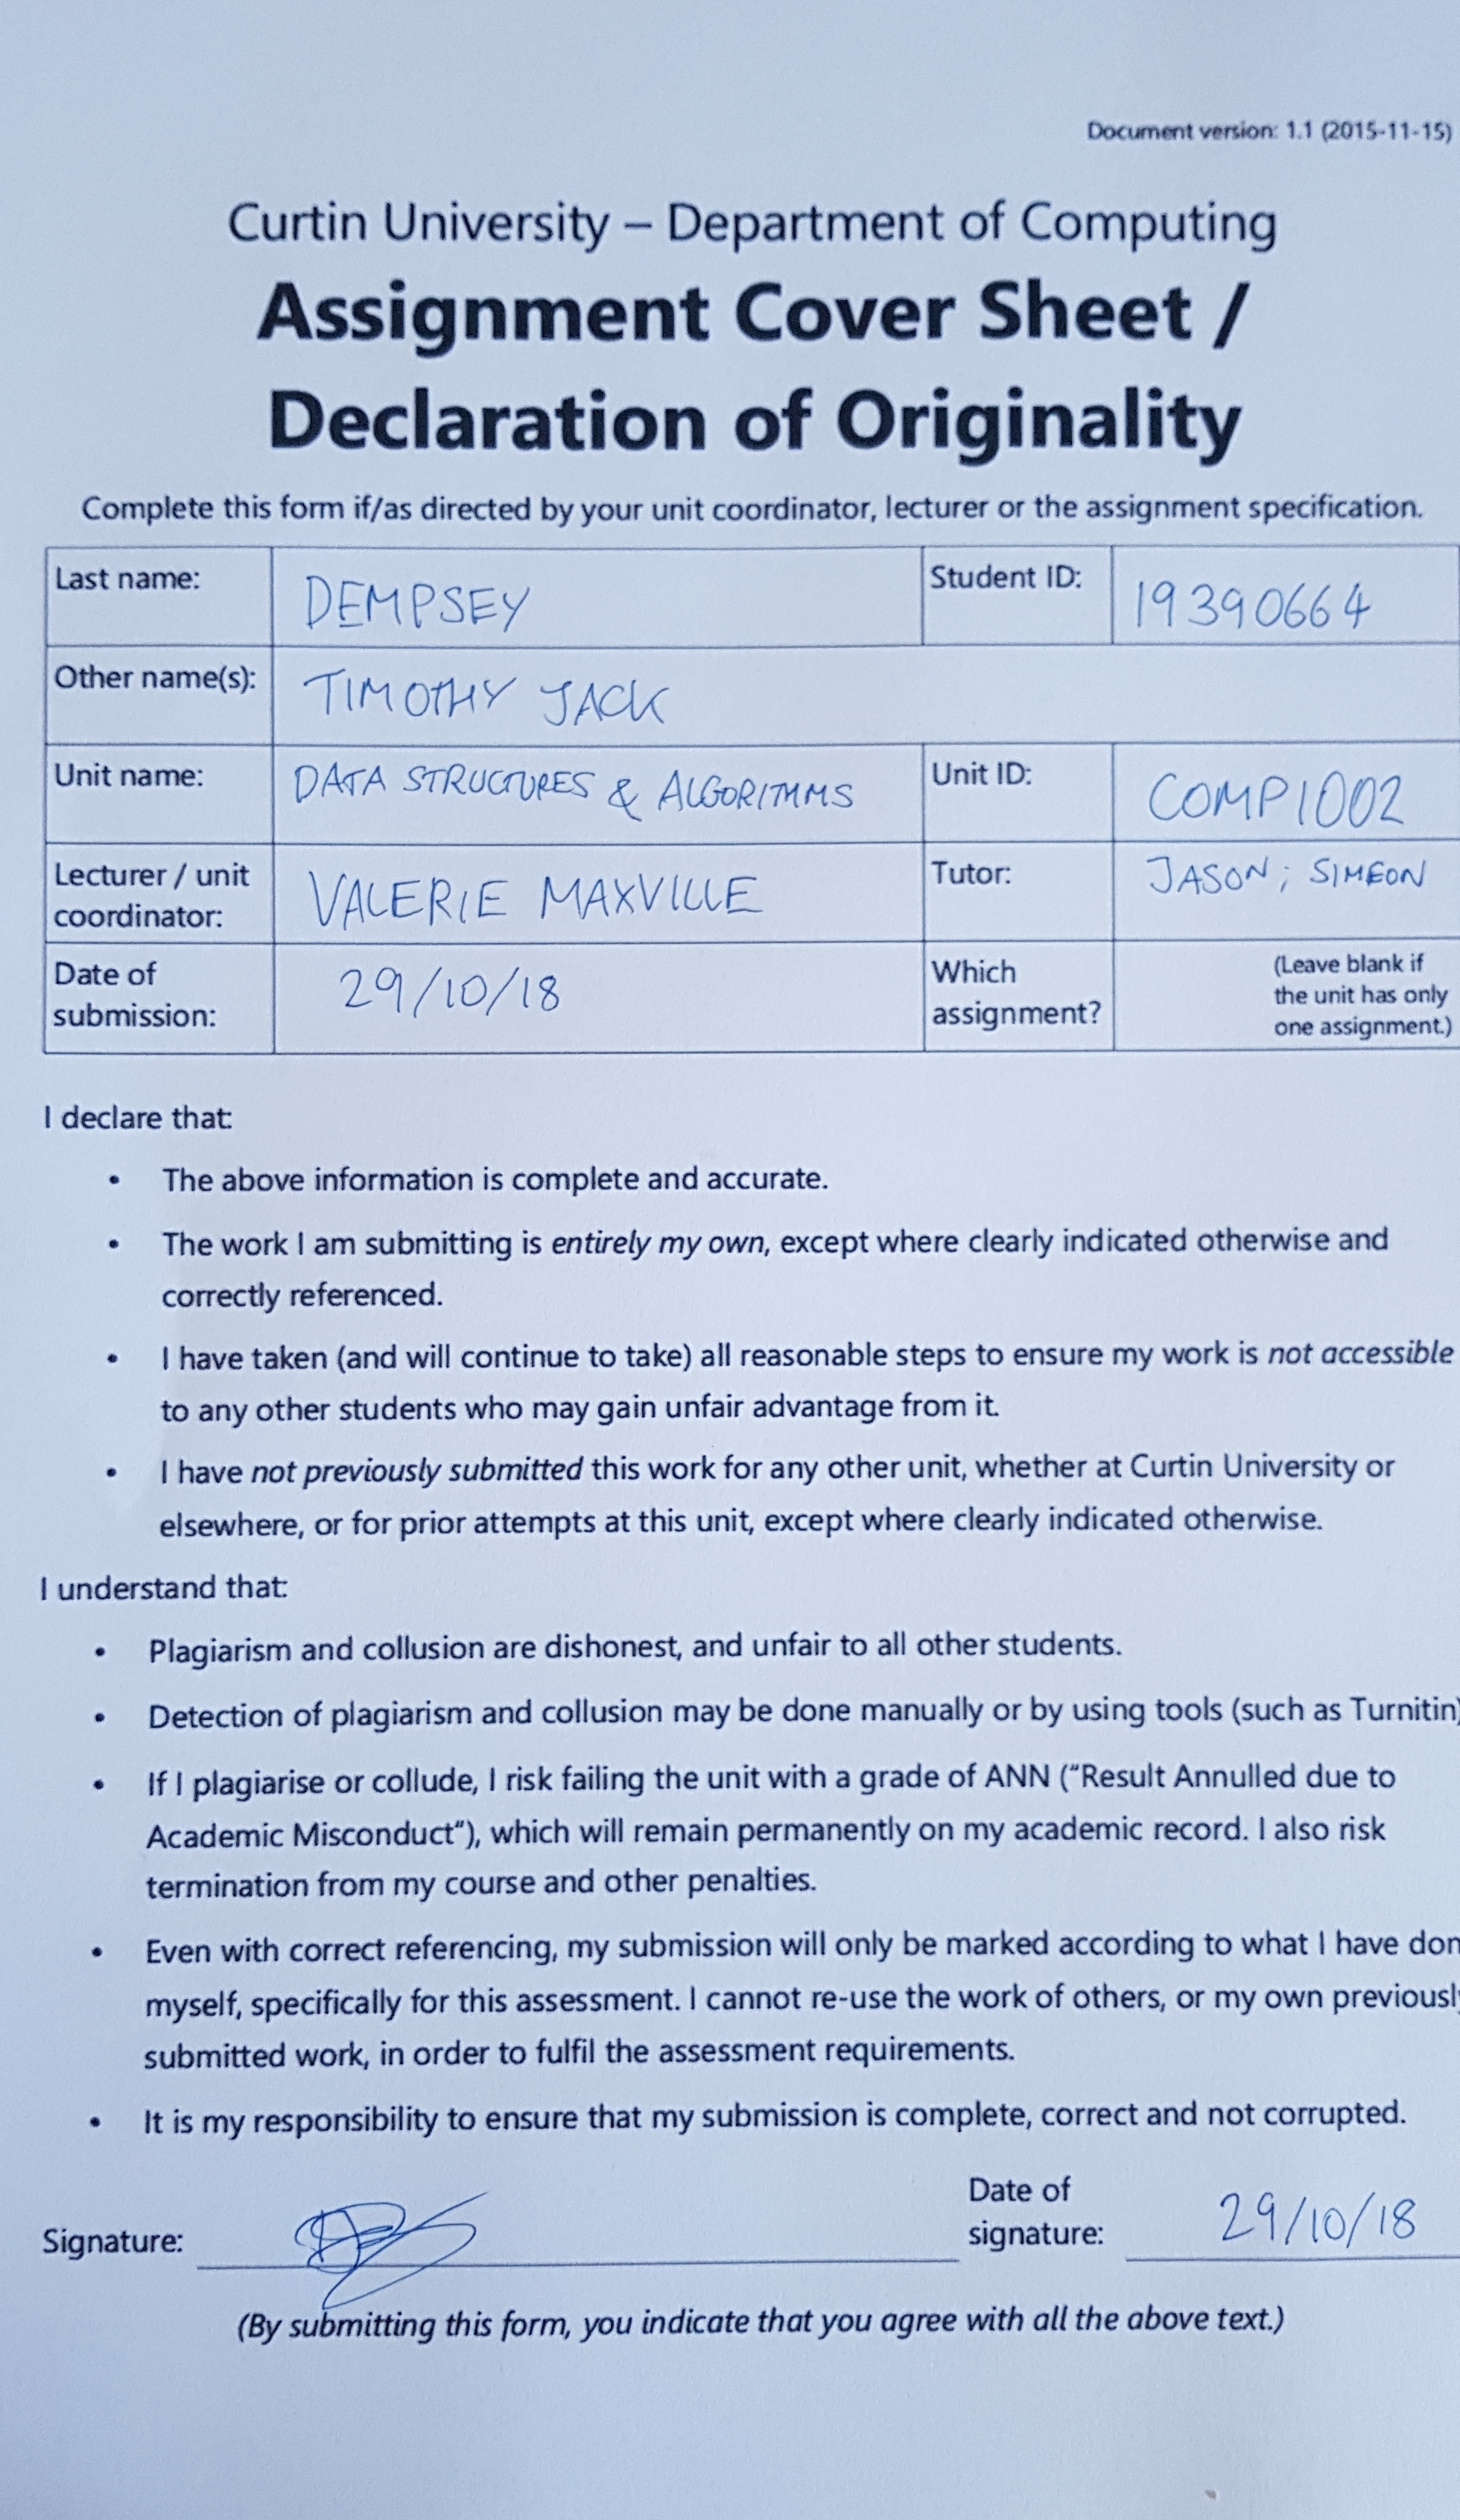 Document version: 1.1 (2015-11-15)
Curtin University – Department of Computing
Assignment Cover Sheet /
Declaration of Originality
Complete this form if/as directed by your unit coordinator, lecturer or the assignment specification.
Last name: DEMPSEY Student ID: 19390664
Other name(s): TIMOTHY JACK
Unit name: DATA STRUCTURES & ALGORITHMS Unit ID: COMP1002
Lecturer / unit coordinator: VALERIE MAXVILLE Tutor: JASON; SIMEON
Date of submission: 29/10/18 Which assignment? (Leave blank if the unit has only one assignment.)
I declare that:
• The above information is complete and accurate.
• The work I am submitting is entirely my own, except where clearly indicated otherwise and
correctly referenced.
• I have taken (and will continue to take) all reasonable steps to ensure my work is not accessible
to any other students who may gain unfair advantage from it.
• I have not previously submitted this work for any other unit, whether at Curtin University or
elsewhere, or for prior attempts at this unit, except where clearly indicated otherwise.
I understand that:
• Plagiarism and collusion are dishonest, and unfair to all other students.
• Detection of plagiarism and collusion may be done manually or by using tools (such as Turnitin)
• If I plagiarise or collude, I risk failing the unit with a grade of ANN (“Result Annulled due to
Academic Misconduct“), which will remain permanently on my academic record. I also risk
termination from my course and other penalties.
• Even with correct referencing, my submission will only be marked according to what I have don
myself, specifically for this assessment. I cannot re-use the work of others, or my own previously
submitted work, in order to fulfil the assessment requirements.
• It is my responsibility to ensure that my submission is complete, correct and not corrupted.
Signature: Date of signature: 29/10/18
(By submitting this form, you indicate that you agree with all the above text.)